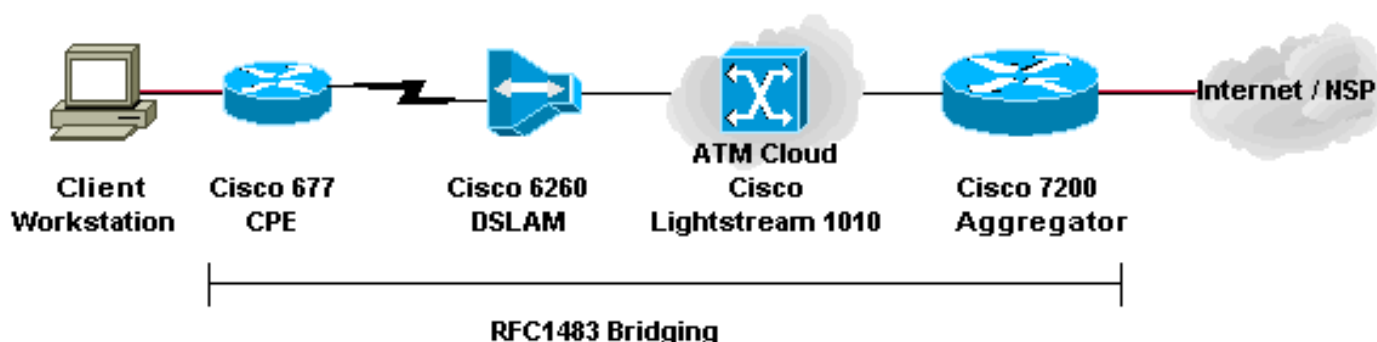 Internet / NSP
ATM Cloud
Client
Workstation
Cisco 677
CPE
Cisco 6260
DSLAM
Cisco
Lightstream 1010
Cisco 7200
Aggregator
RFC1483 Bridging